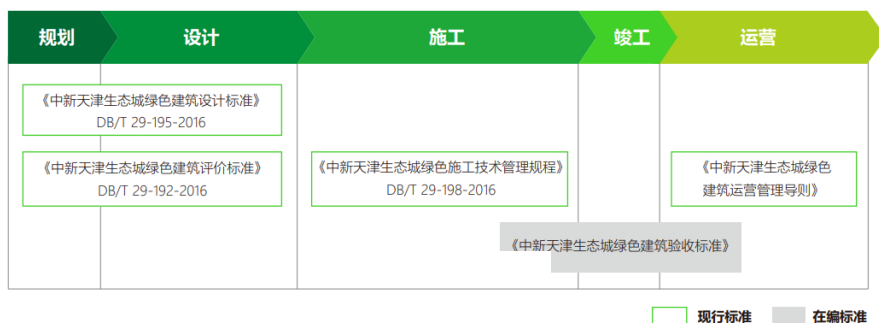 规划
设计
施工
竣工
运营
《中新天津生态城绿色建筑设计标准》
DB/T 29-195-2016
《中新天津生态城绿色建筑评价标准》
DB/T 29-192-2016
《中新天津生态城绿色施工技术管理规程》
DB/T 29-198-2016
《中新天津生态城绿色
建筑运营管理导则》
《中新天津生态城绿色建筑验收标准》
现行标准
在编标准